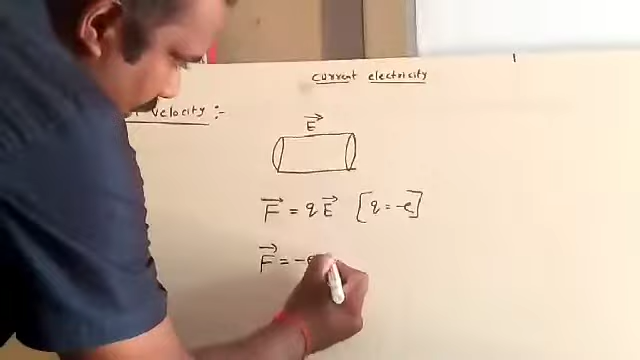 Current electricity
velocity :-
E
F = qE [q = -e]
F = -e